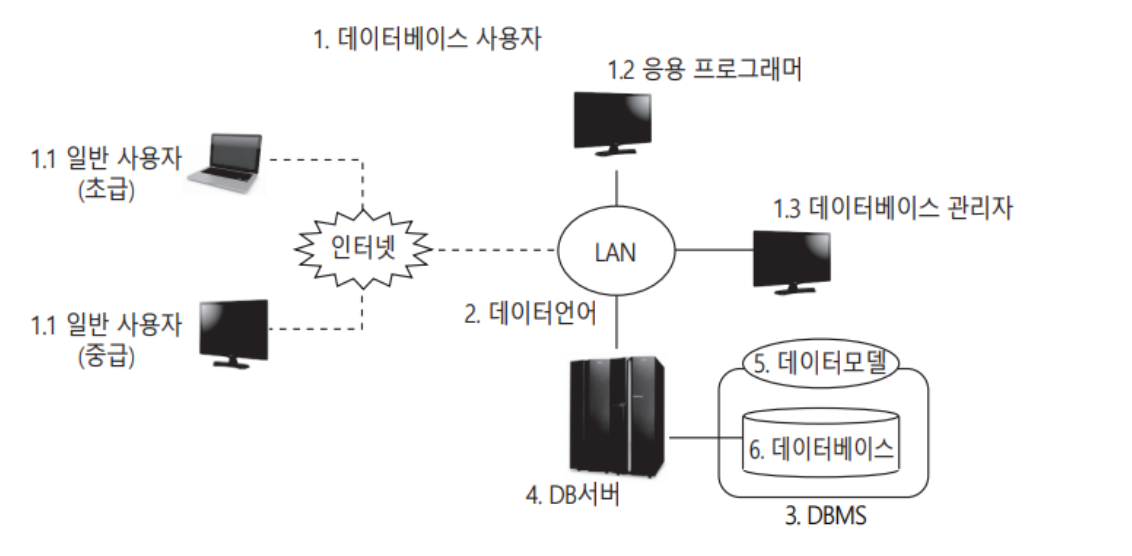 1. 데이터베이스 사용자
1.2 응용 프로그래머
1.1 일반 사용자
(초급)
1.3 데이터베이스 관리자
인터넷
LAN
2. 데이터언어
1.1 일반 사용자
(중급)
5. 데이터모델
6. 데이터베이스
4. DB서버
3. DBMS